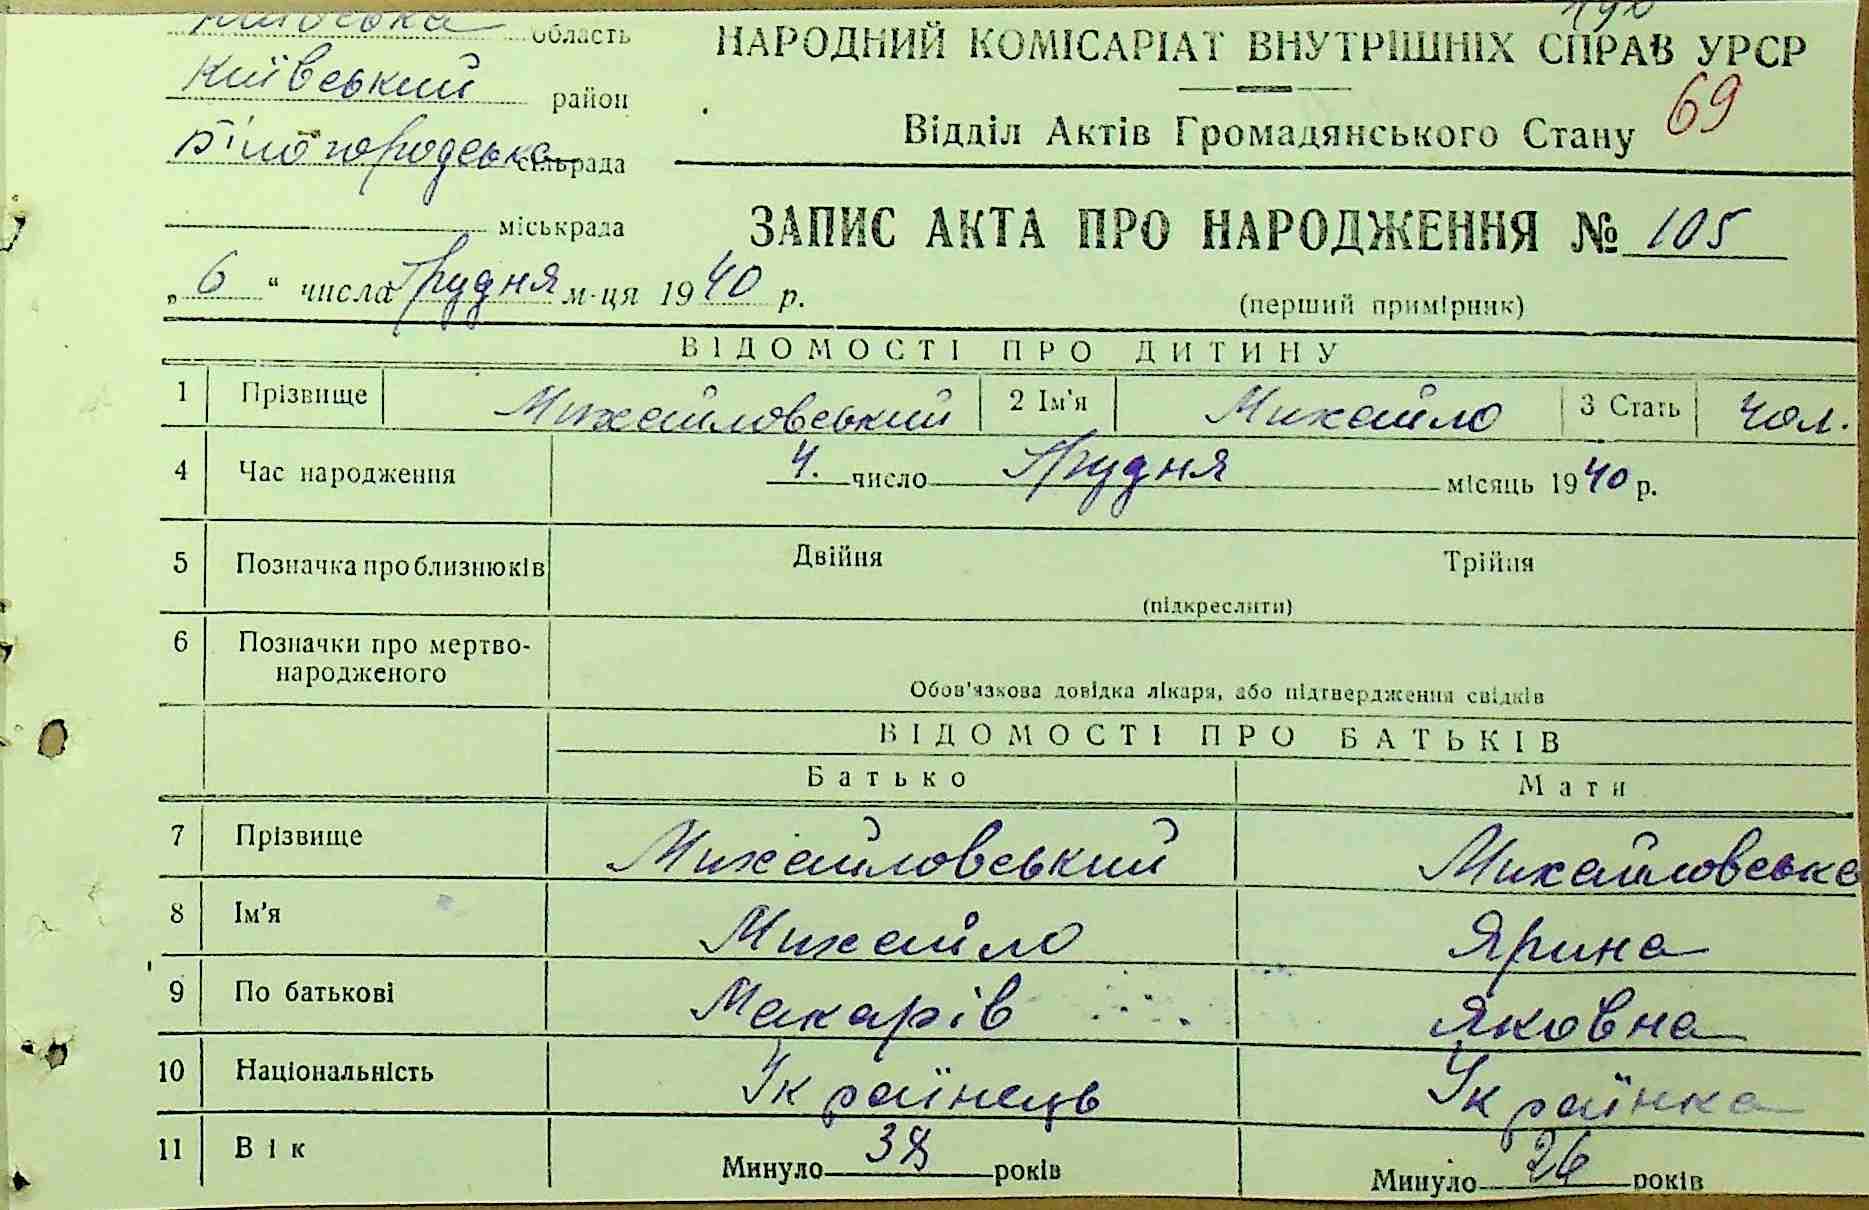 Київська область
Київський район
Білогородська сільрада
міськрада
„6“ числа Грудня м-ця 1940 р.
НАРОДНИЙ КОМІСАРІАТ ВНУТРІШНІХ СПРАВ УРСР
Відділ Актів Громадянського Стану
69
ЗАПИС АКТА ПРО НАРОДЖЕННЯ № 105
(перший примірник)
ВІДОМОСТІ ПРО ДИТИНУ
1 Прізвище Михайловський 2 Ім'я Михайло 3 Стать чол.
4 Час народження 4. число Грудня місяць 1940 р.
5 Позначка про близнюків Двійня Трійня
(підкреслити)
6 Позначки про мертво-
народженого
Обов'язкова довідка лікаря, або підтвердження свідків
ВІДОМОСТІ ПРО БАТЬКІВ
Батько Мати
7 Прізвище Михайловський Михайловська
8 Ім'я Михайло Ярина
9 По батькові Макарів Яковна
10 Національність Українець Українка
11 Вік Минуло 38 років Минуло 26 років